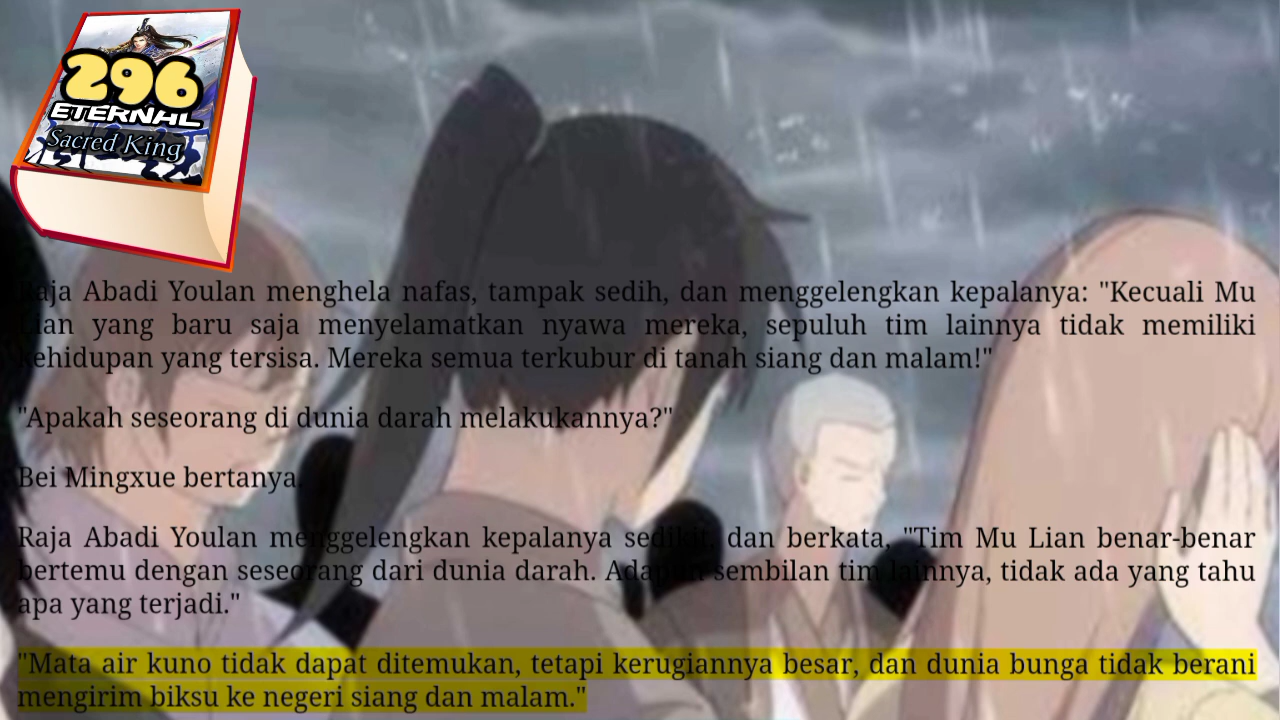 296
ETERNAL
Sacred King
Raja Abadi Youlan menghela nafas, tampak sedih, dan menggelengkan kepalanya: "Kecuali Mu
Lian yang baru saja menyelamatkan nyawa mereka, sepuluh tim lainnya tidak memiliki
kehidupan yang tersisa. Mereka semua terkubur di tanah siang dan malam!"
"Apakah seseorang di dunia darah melakukannya?"
Bei Mingxue bertanya.
Raja Abadi Youlan menggelengkan kepalanya sedikit, dan berkata, "Tim Mu Lian benar-benar
bertemu dengan seseorang dari dunia darah. Adapun sembilan tim lainnya, tidak ada yang tahu
apa yang terjadi."
"Mata air kuno tidak dapat ditemukan, tetapi kerugiannya besar, dan dunia bunga tidak berani
mengirim biksu ke negeri siang dan malam."